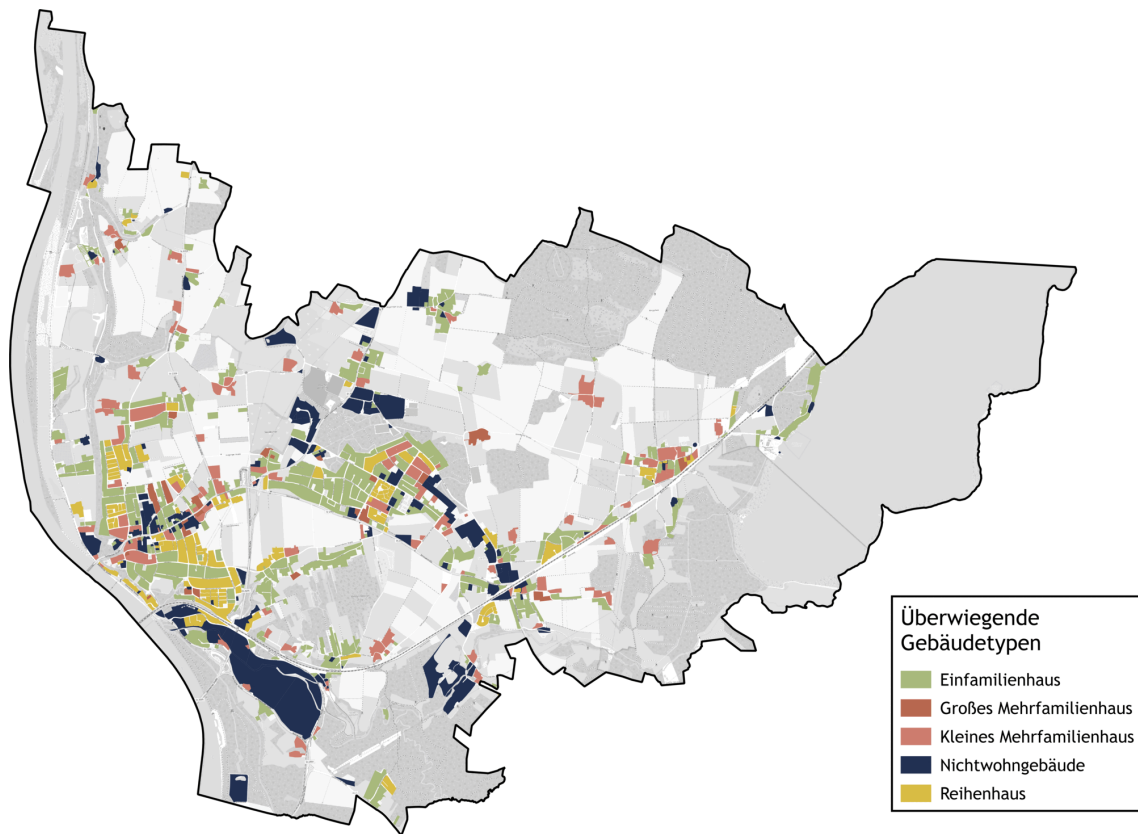 Überwiegende
Gebäudetypen
Einfamilienhaus
Großes Mehrfamilienhaus
Kleines Mehrfamilienhaus
Nichtwohngebäude
Reihenhaus